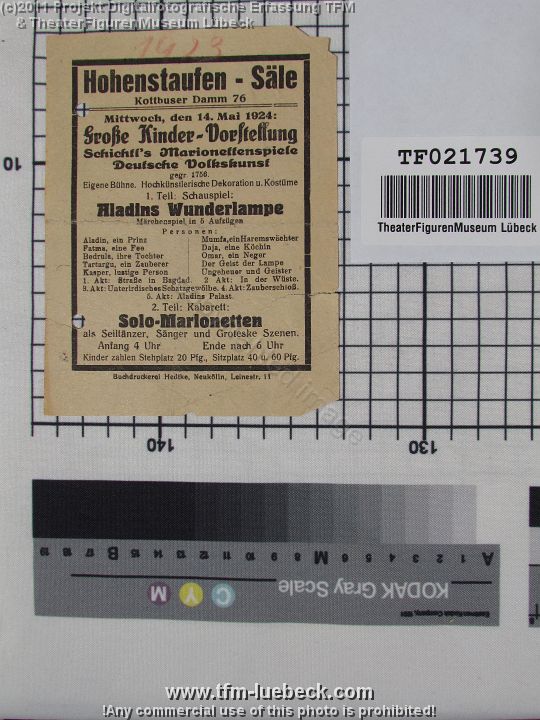 (c)2011 Projekt Digitalfotografische Erfassung TFM
& TheaterFigurenMuseum Lübeck
1923
Hohenstaufen - Säle
Kottbuser Damm 76
Mittwoch, den 14. Mai 1924:
Große Kinder-Vorstellung
Schichtl's Marionettenspiele
Deutsche Volkskunst
gegr 1756.
Eigene Bühne. Hochkünstlerische Dekoration u. Kostüme
1. Teil: Schauspiel:
Aladins Wunderlampe
Märchenspiel in 5 Aufzügen
Personen:
Aladin, ein Prinz
Fatma, eine Fee
Bedrula, ihre Tochter
Tartargu, ein Zauberer
Kasper, lustige Person
Mumfa, ein Haremswächter
Daja, eine Köchin
Omar, ein Neger
Der Geist der Lampe
Ungeheuer und Geister
1. Akt: Straße in Bagdad. 2 Akt: In der Wüste.
3. Akt: Unterirdisches Schatzgewölbe. 4. Akt: Zauberschloß.
5. Akt: Aladins Palast.
2. Teil: Kabarett:
Solo-Marionetten
als Seiltänzer, Sänger und Groteske Szenen.
Anfang 4 Uhr Ende nach 6 Uhr
Kinder zahlen Stehplatz 20 Pfg., Sitzplatz 40 u. 60 Pfg.
Buchdruckerei Hedtke, Neukölln, Leinestr. 11
TF021739
TheaterFigurenMuseum Lübeck
10
140
130
A 1 2 3 4 5 6 M 8 9 10 11 12 13 14 15 B 17 18 19
KODAK Gray Scale
C Y M
www.tfm-luebeck.com
!Any commercial use of this photo is prohibited!